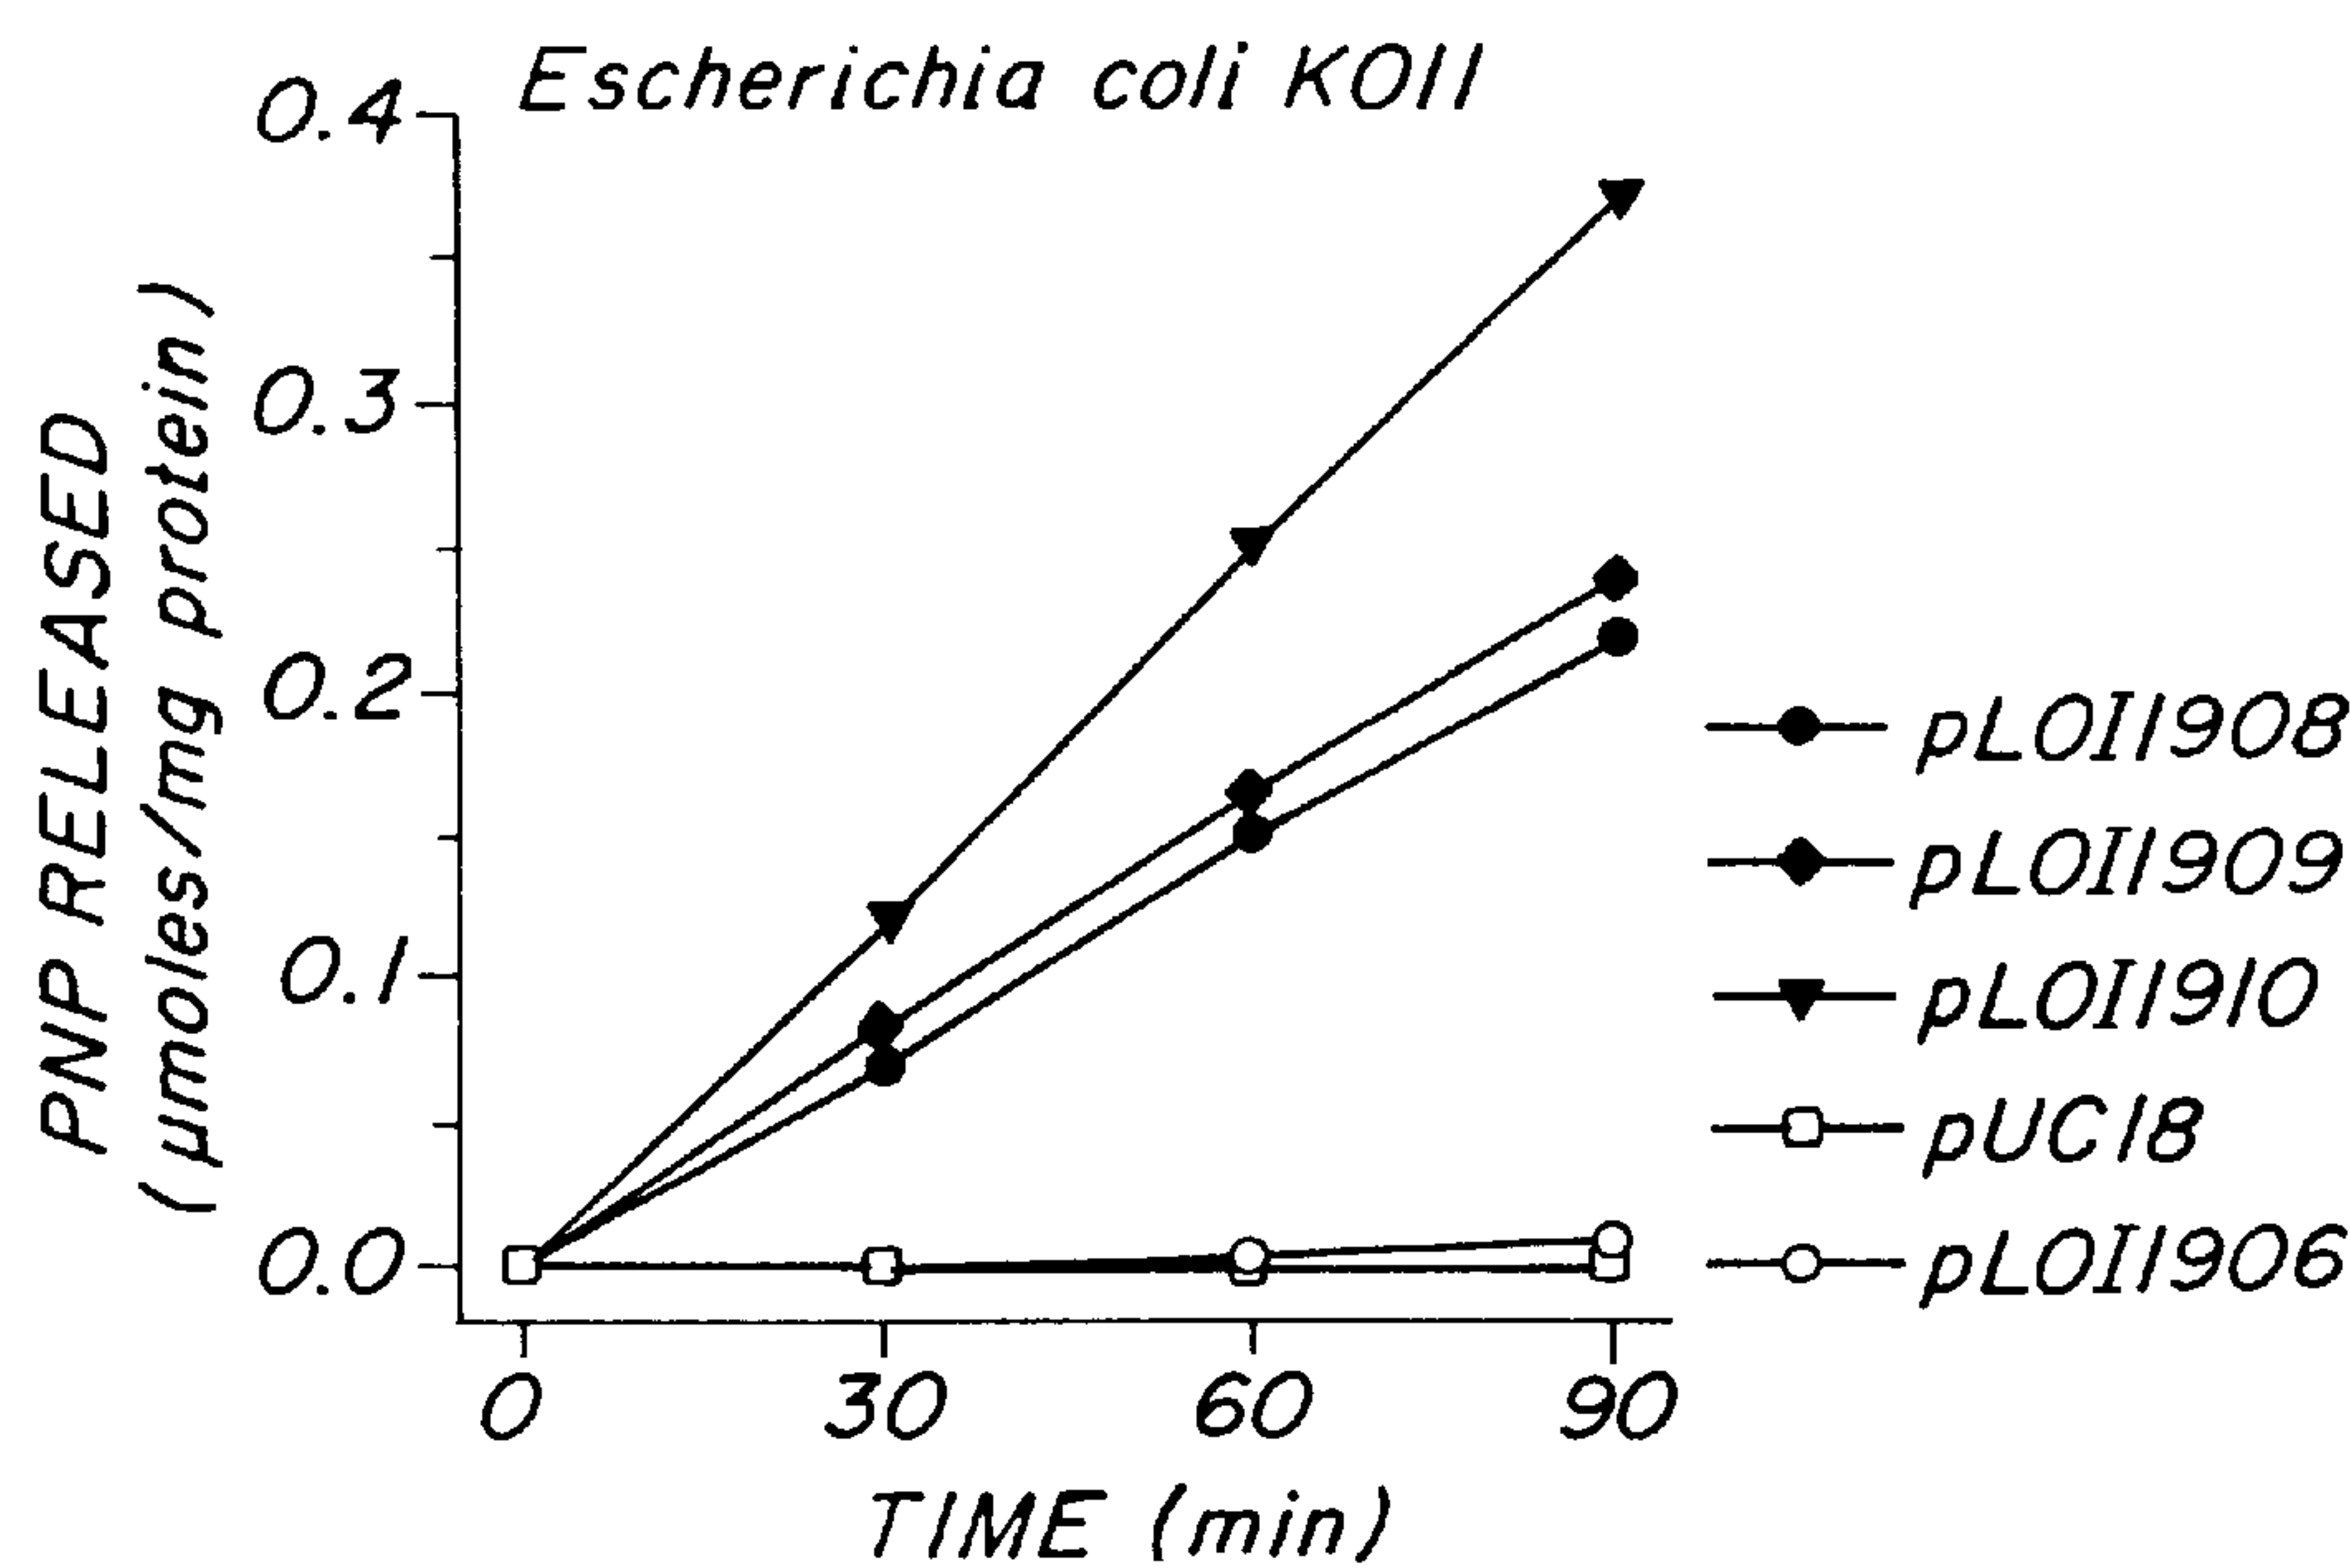 Escherichia coli KO11
0.4
0.3
0.2
0.1
0.0
PNP RELEASED
(μmoles/mg protein)
0 30 60 90
TIME (min)
pLOI1908
pLOI1909
pLOI1910
pUC18
pLOI1906